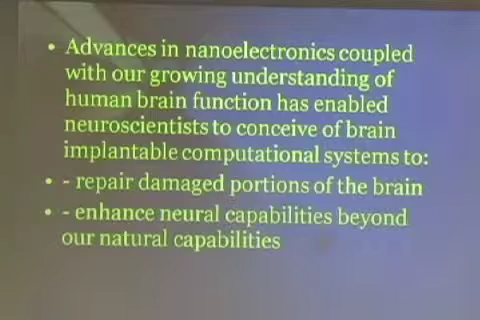 • Advances in nanoelectronics coupled
with our growing understanding of
human brain function has enabled
neuroscientists to conceive of brain
implantable computational systems to:
• - repair damaged portions of the brain
• - enhance neural capabilities beyond
our natural capabilities